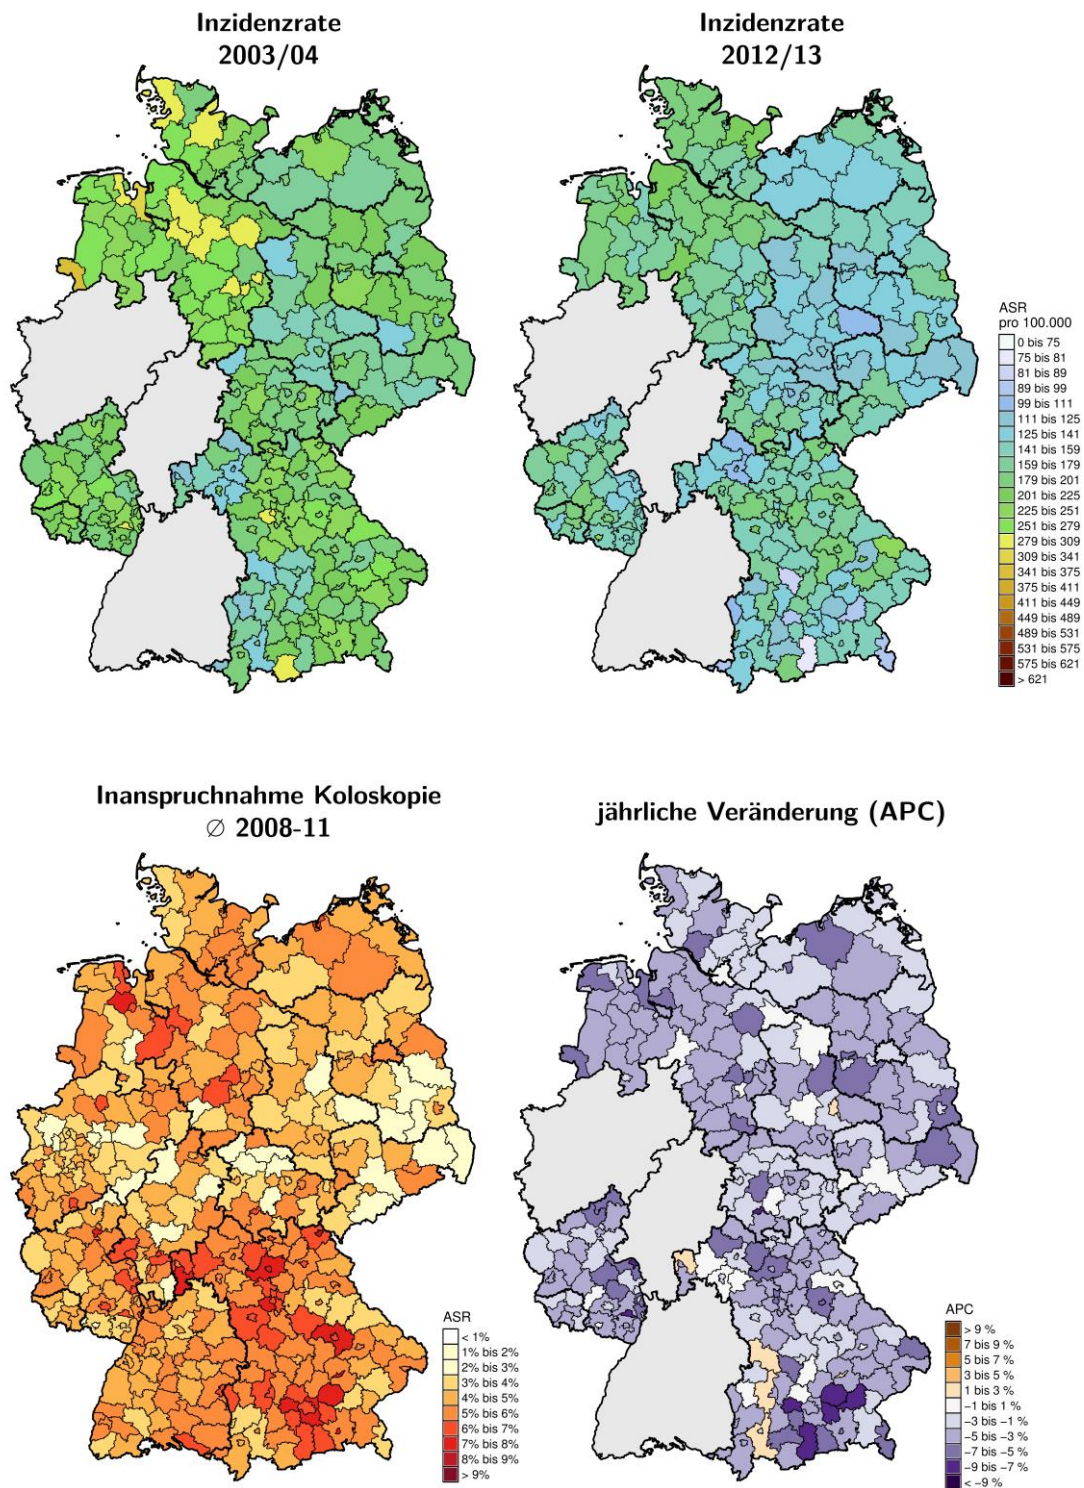 Inzidenzrate
2003/04
Inzidenzrate
2012/13
ASR
pro 100.000
0 bis 75
75 bis 81
81 bis 89
89 bis 99
99 bis 111
111 bis 125
125 bis 141
141 bis 159
159 bis 179
179 bis 201
201 bis 225
225 bis 251
251 bis 279
279 bis 309
309 bis 341
341 bis 375
375 bis 411
411 bis 449
449 bis 489
489 bis 531
531 bis 575
575 bis 621
> 621
Inanspruchnahme Koloskopie
∅ 2008-11
jährliche Veränderung (APC)
ASR
< 1%
1% bis 2%
2% bis 3%
3% bis 4%
4% bis 5%
5% bis 6%
6% bis 7%
7% bis 8%
8% bis 9%
> 9%
APC
> 9 %
7 bis 9 %
5 bis 7 %
3 bis 5 %
1 bis 3 %
−1 bis 1 %
−3 bis −1 %
−5 bis −3 %
−7 bis −5 %
−9 bis −7 %
< −9 %